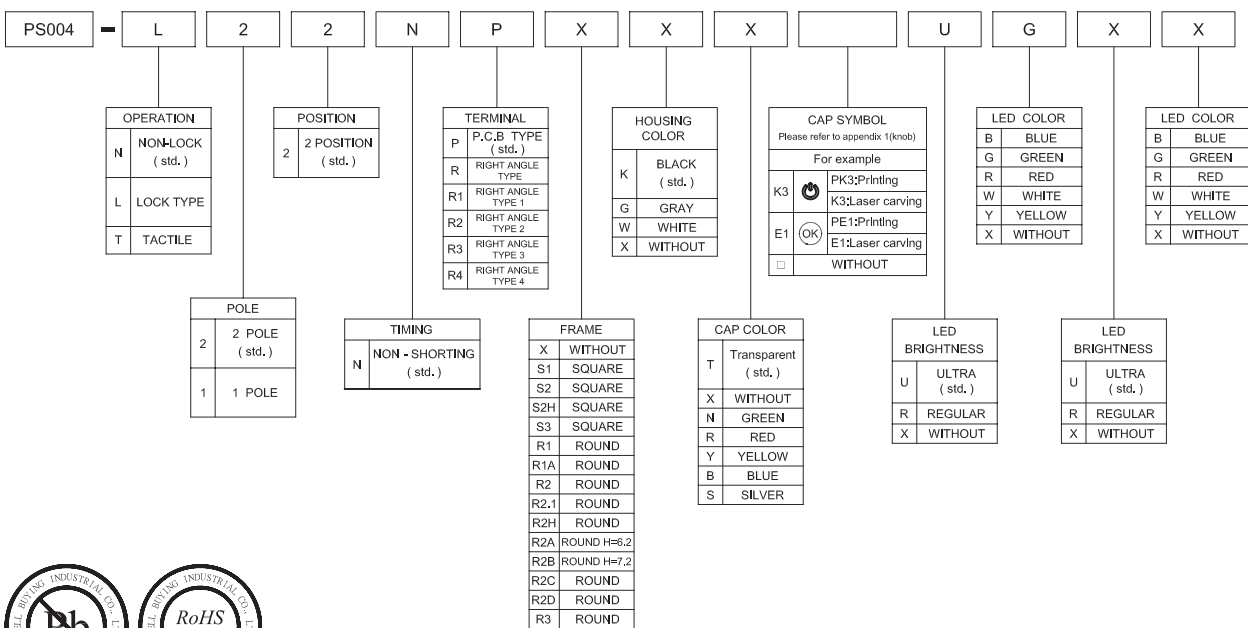 PS004 - L 2 2 N P X X X U G X X
OPERATION
N NON-LOCK ( std. )
L LOCK TYPE
T TACTILE
POSITION
2 2 POSITION ( std. )
TERMINAL
P P.C.B TYPE ( std. )
R RIGHT ANGLE TYPE
R1 RIGHT ANGLE TYPE 1
R2 RIGHT ANGLE TYPE 2
R3 RIGHT ANGLE TYPE 3
R4 RIGHT ANGLE TYPE 4
HOUSING COLOR
K BLACK ( std. )
G GRAY
W WHITE
X WITHOUT
CAP SYMBOL
Please refer to appendix 1(knob)
For example
K3 PK3:Printing
K3:Laser carving
E1 OK PE1:Printing
E1:Laser carving
□ WITHOUT
LED COLOR
B BLUE
G GREEN
R RED
W WHITE
Y YELLOW
X WITHOUT
LED COLOR
B BLUE
G GREEN
R RED
W WHITE
Y YELLOW
X WITHOUT
POLE
2 2 POLE ( std. )
1 1 POLE
TIMING
N NON - SHORTING ( std. )
FRAME
X WITHOUT
S1 SQUARE
S2 SQUARE
S2H SQUARE
S3 SQUARE
R1 ROUND
R1A ROUND
R2 ROUND
R2.1 ROUND
R2H ROUND
R2A ROUND H=6.2
R2B ROUND H=7.2
R2C ROUND
R2D ROUND
R3 ROUND
CAP COLOR
T Transparent ( std. )
X WITHOUT
N GREEN
R RED
Y YELLOW
B BLUE
S SILVER
LED BRIGHTNESS
U ULTRA ( std. )
R REGULAR
X WITHOUT
LED BRIGHTNESS
U ULTRA ( std. )
R REGULAR
X WITHOUT
BUYING INDUSTRIAL CO.,
Pb
BUYING INDUSTRIAL CO.,
RoHS